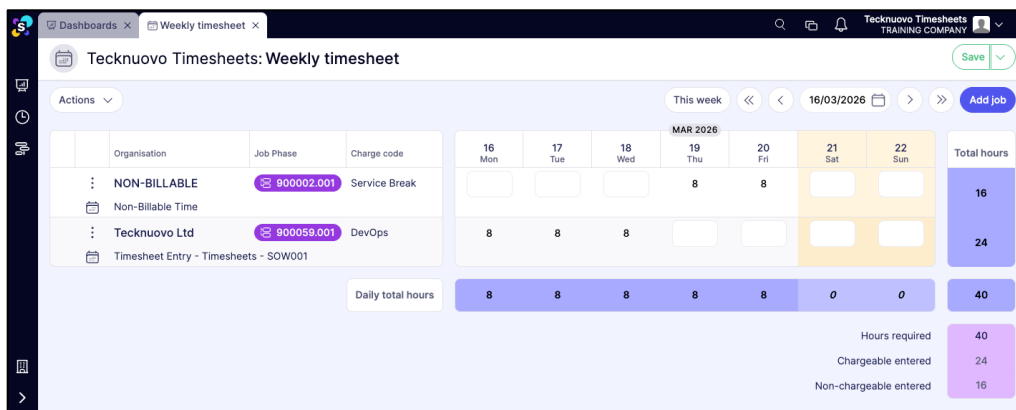 S
Dashboards × Weekly timesheet ×
Tecknuovo Timesheets
TRAINING COMPANY
Tecknuovo Timesheets: Weekly timesheet
Save
Actions
This week
16/03/2026
Add job
MAR 2026
Organisation Job Phase Charge code 16 17 18 19 20 21 22 Total hours
Mon Tue Wed Thu Fri Sat Sun
NON-BILLABLE 900002.001 Service Break 8 8 16
Non-Billable Time
Tecknuovo Ltd 900059.001 DevOps 8 8 8 24
Timesheet Entry - Timesheets - SOW001
Daily total hours 8 8 8 8 8 0 0 40
Hours required 40
Chargeable entered 24
Non-chargeable entered 16